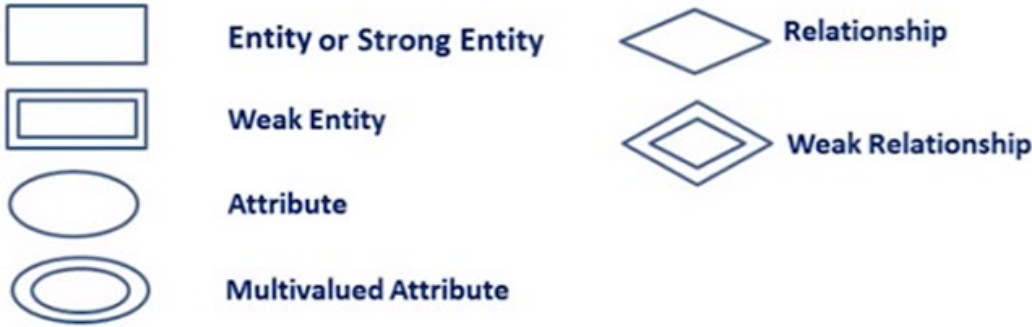 Entity or Strong Entity
Relationship
Weak Entity
Weak Relationship
Attribute
Multivalued Attribute